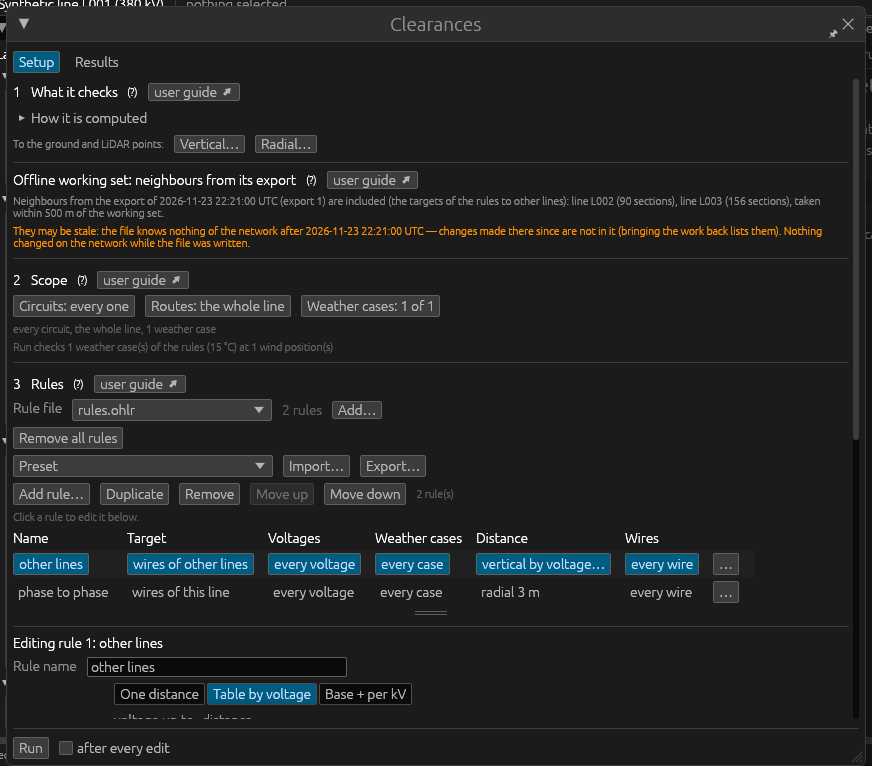 Synthetic line L001 (380 kV) nothing selected
Clearances
Setup Results
1 What it checks (?) user guide
How it is computed
To the ground and LiDAR points: Vertical... Radial...
Offline working set: neighbours from its export (?) user guide
Neighbours from the export of 2026-11-23 22:21:00 UTC (export 1) are included (the targets of the rules to other lines): line L002 (90 sections), line L003 (156 sections), taken
within 500 m of the working set.
They may be stale: the file knows nothing of the network after 2026-11-23 22:21:00 UTC — changes made there since are not in it (bringing the work back lists them). Nothing
changed on the network while the file was written.
2 Scope (?) user guide
Circuits: every one Routes: the whole line Weather cases: 1 of 1
every circuit, the whole line, 1 weather case
Run checks 1 weather case(s) of the rules (15 °C) at 1 wind position(s)
3 Rules (?) user guide
Rule file rules.ohlr 2 rules Add...
Remove all rules
Preset Import... Export...
Add rule... Duplicate Remove Move up Move down 2 rule(s)
Click a rule to edit it below.
Name Target Voltages Weather cases Distance Wires
other lines wires of other lines every voltage every case vertical by voltage... every wire ...
phase to phase wires of this line every voltage every case radial 3 m every wire ...
Editing rule 1: other lines
Rule name other lines
One distance Table by voltage Base + per kV
voltage up to distance
Run after every edit